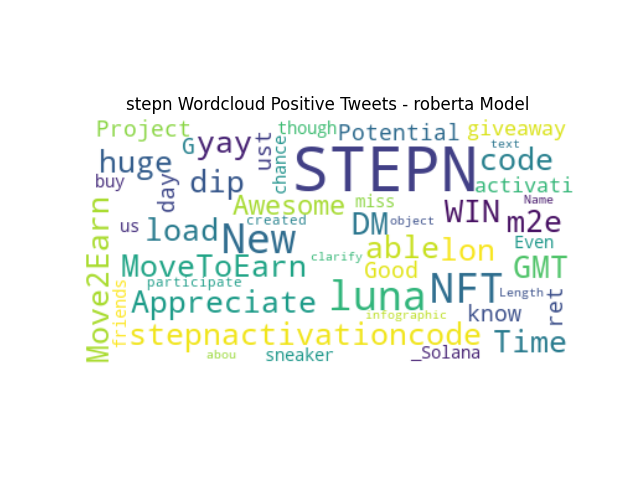 stepn Wordcloud Positive Tweets - roberta Model
Project
G
yay
ust
chance
though
Potential
giveaway
text
huge
dip
STEPN
code
activati
buy
day
Awesome
miss
WIN
Name
us
load
New
created
DM
object
m2e
Move2Earn
able
lon
Even
MoveToEarn
clarify
Good
GMT
participate
Appreciate
luna
NFT
Length
ret
friends
infographic
know
stepnactivationcode
Time
abou
sneaker
_Solana